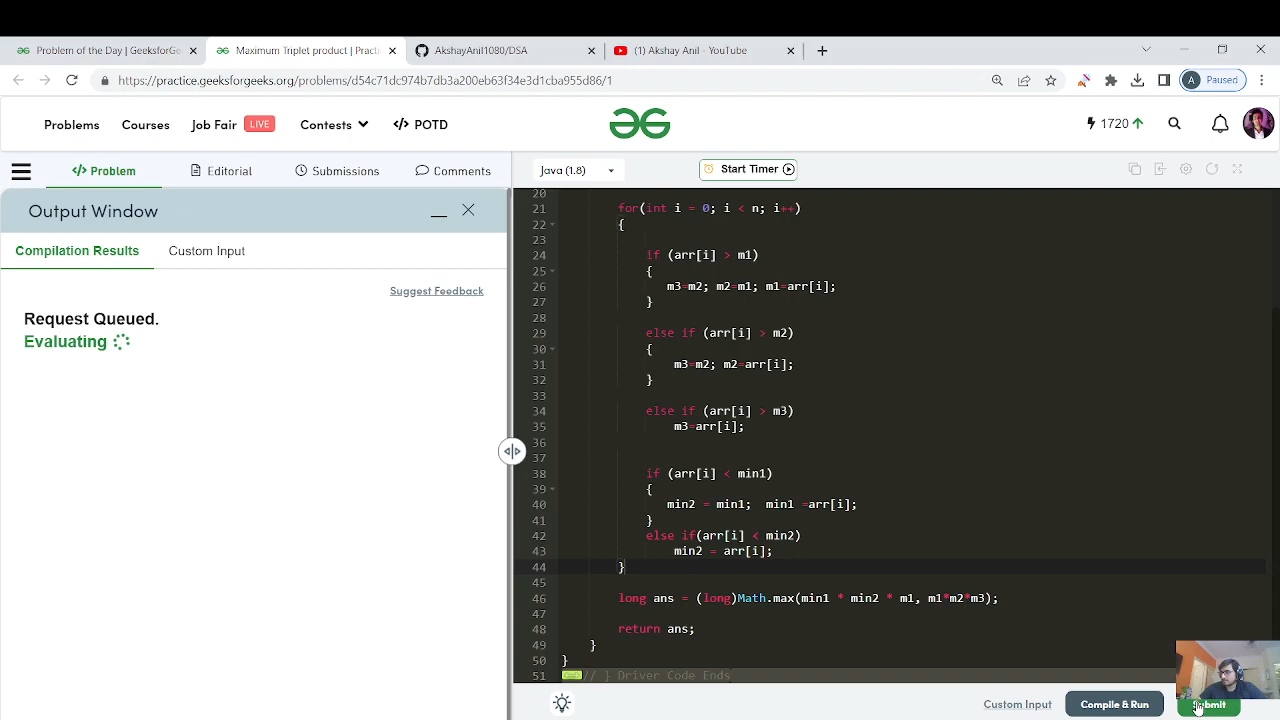 Problem of the Day | GeeksforGe
Maximum Triplet product | Practi
AkshayAnil1080/DSA
(1) Akshay Anil - YouTube
https://practice.geeksforgeeks.org/problems/d54c71dc974b7db3a200eb63f34e3d1cba955d86/1
A Paused
Problems Courses Job Fair LIVE Contests </> POTD
1720
</> Problem Editorial Submissions Comments
Java (1.8)
Start Timer
Output Window
Compilation Results Custom Input
Suggest Feedback
Request Queued.
Evaluating
20
21 for(int i = 0; i < n; i++)
22 {
23
24 if (arr[i] > m1)
25 {
26 m3=m2; m2=m1; m1=arr[i];
27 }
28
29 else if (arr[i] > m2)
30 {
31 m3=m2; m2=arr[i];
32 }
33
34 else if (arr[i] > m3)
35 m3=arr[i];
36
37
38 if (arr[i] < min1)
39 {
40 min2 = min1; min1 =arr[i];
41 }
42 else if(arr[i] < min2)
43 min2 = arr[i];
44 }
45
46 long ans = (long)Math.max(min1 * min2 * m1, m1*m2*m3);
47
48 return ans;
49 }
50 }
51 // } Driver Code Ends
Custom Input Compile & Run Submit